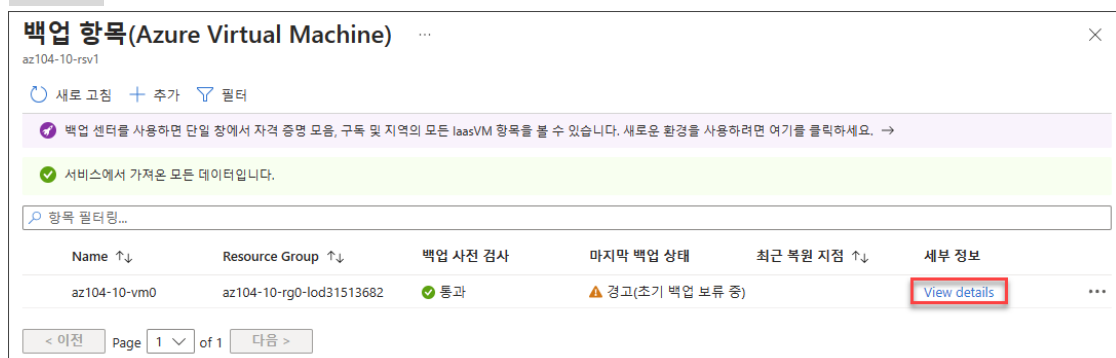 백업 항목(Azure Virtual Machine) ...
az104-10-rsv1
새로 고침 추가 필터
백업 센터를 사용하면 단일 창에서 자격 증명 모음, 구독 및 지역의 모든 IaasVM 항목을 볼 수 있습니다. 새로운 환경을 사용하려면 여기를 클릭하세요. →
서비스에서 가져온 모든 데이터입니다.
항목 필터링...
Name ↑↓ Resource Group ↑↓ 백업 사전 검사 마지막 백업 상태 최근 복원 지점 ↑↓ 세부 정보
az104-10-vm0 az104-10-rg0-lod31513682 통과 경고(초기 백업 보류 중) View details ...
< 이전 Page 1 of 1 다음 >